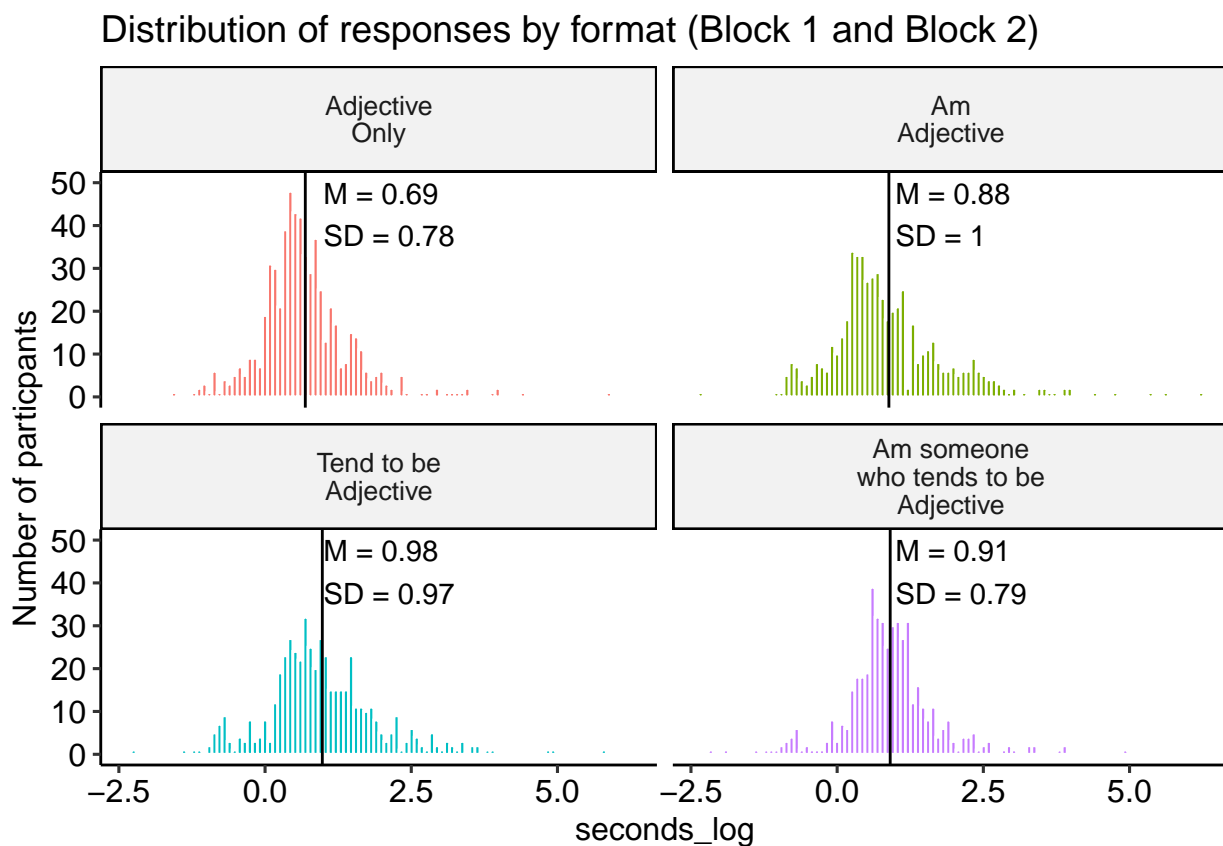 Distribution of responses by format (Block 1 and Block 2)
Adjective
Only
Am
Adjective
M = 0.69
SD = 0.78
M = 0.88
SD = 1
50
40
30
20
10
0
Tend to be
Adjective
Am someone
who tends to be
Adjective
M = 0.98
SD = 0.97
M = 0.91
SD = 0.79
50
40
30
20
10
0
−2.5 0.0 2.5 5.0
−2.5 0.0 2.5 5.0
seconds_log
Number of particpants